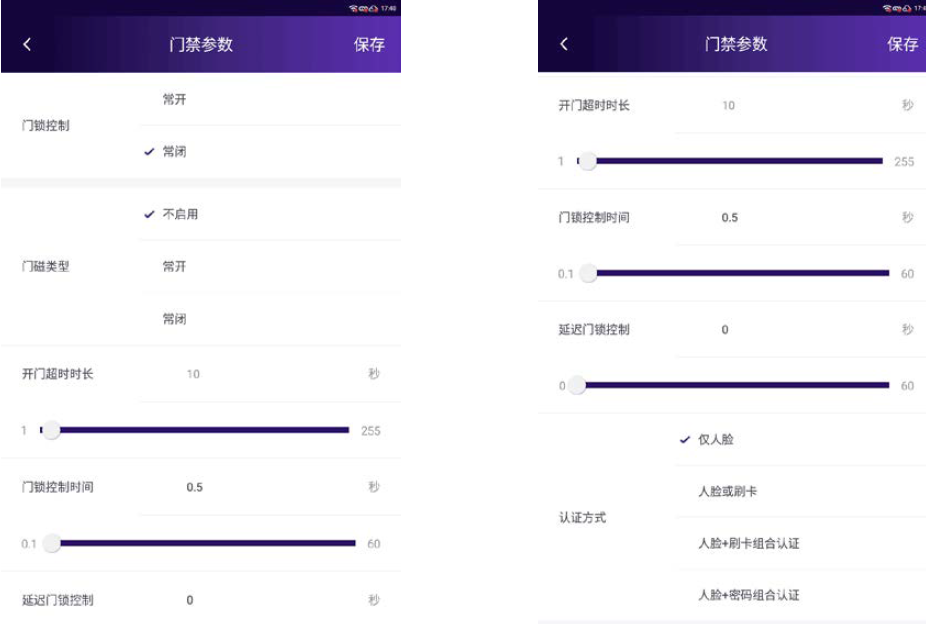 17:48
门禁参数 保存
常开
门锁控制
常闭
不启用
门磁类型
常开
常闭
开门超时时长 10 秒
1 255
门锁控制时间 0.5 秒
0.1 60
延迟门锁控制 0 秒
门禁参数 保存
开门超时时长 10 秒
1 255
门锁控制时间 0.5 秒
0.1 60
延迟门锁控制 0 秒
0 60
仅人脸
人脸或刷卡
认证方式
人脸+刷卡组合认证
人脸+密码组合认证